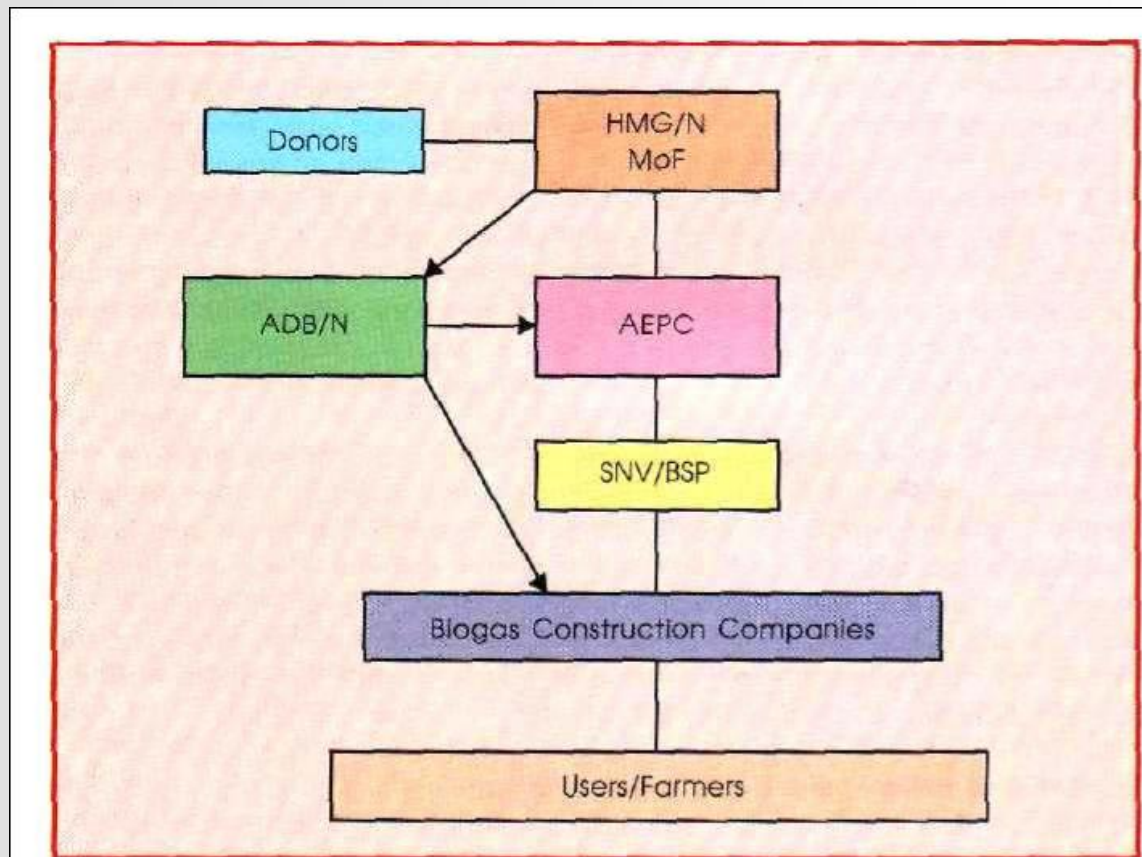 Donors
HMG/N
MoF
ADB/N
AEPC
SNV/BSP
Biogas Construction Companies
Users/Farmers